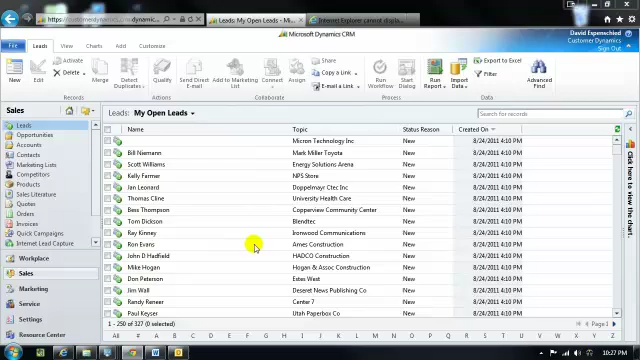 https://customerdynamics.dynamic
Leads: My Open Leads - Mi...
Internet Explorer cannot displa...
Microsoft Dynamics CRM
David Espenschied
Customer Dynamics
Sign Out
File
Leads
View
Charts
Add
Customize
New
Edit
Activate
Deactivate
Delete
Merge
Detect Duplicates
Qualify
Send Direct E-mail
Add to Marketing List
Connect
Assign
Share
Copy a Link
E-mail a Link
Run Workflow
Start Dialog
Run Report
Import Data
Export to Excel
Filter
Advanced Find
Records
Actions
Collaborate
Process
Data
Sales
Leads
Opportunities
Accounts
Contacts
Marketing Lists
Competitors
Products
Sales Literature
Quotes
Orders
Invoices
Quick Campaigns
Internet Lead Capture
Workplace
Sales
Marketing
Service
Settings
Resource Center
Leads: My Open Leads
Search for records
Name Topic Status Reason Created On
Micron Technology Inc New 8/24/2011 4:10 PM
Bill Niemann Mark Miller Toyota New 8/24/2011 4:10 PM
Scott Williams Energy Solutions Arena New 8/24/2011 4:10 PM
Kelly Farmer NPS Store New 8/24/2011 4:10 PM
Jan Leonard Doppelmayr Ctec Inc New 8/24/2011 4:10 PM
Thomas Cline University Health Care New 8/24/2011 4:10 PM
Bess Thompson Copperview Community Center New 8/24/2011 4:10 PM
Tom Dickson Blendtec New 8/24/2011 4:10 PM
Ray Kinney Ironwood Communications New 8/24/2011 4:10 PM
Ron Evans Ames Construction New 8/24/2011 4:10 PM
John D Hadfield HADCO Construction New 8/24/2011 4:10 PM
Mike Hogan Hogan & Assoc Construction New 8/24/2011 4:10 PM
Don Peterson Estes West New 8/24/2011 4:10 PM
Jim Wall Deseret News Publishing Co New 8/24/2011 4:10 PM
Randy Reneer Center 7 New 8/24/2011 4:10 PM
Paul Keyser Utah Paperbox Co New 8/24/2011 4:10 PM
1 - 250 of 327 (0 selected)
Page 1
All # A B C D E F G H I J K L M N O P Q R S T U V W X Y Z
Click here to view the chart.
10:27 PM